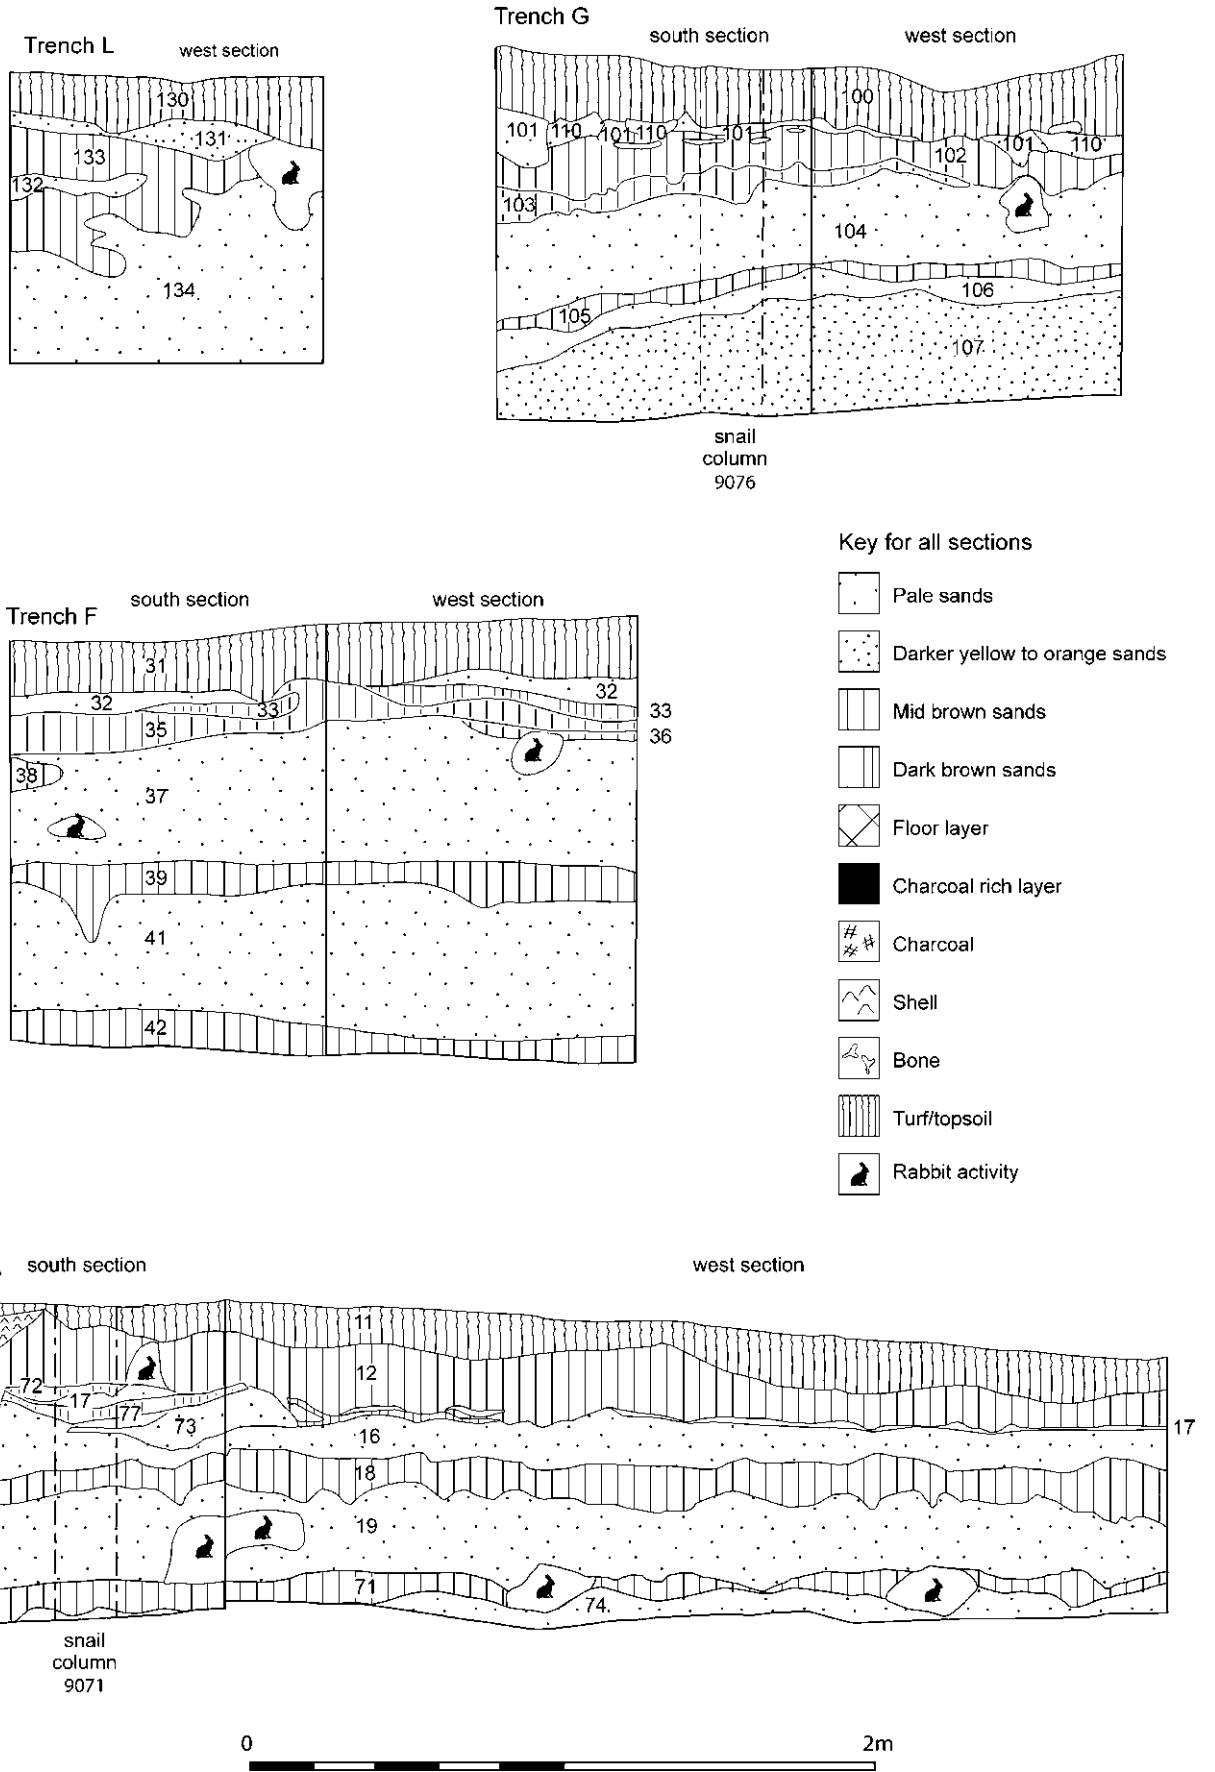 Trench L
west section
130
131
133
132
134
Trench G
south section
west section
100
101
110
101
110
101
102
101
110
103
104
105
106
107
snail
column
9076
Trench F
south section
west section
31
32
33
35
32
33
36
38
37
39
41
42
Key for all sections
Pale sands
Darker yellow to orange sands
Mid brown sands
Dark brown sands
Floor layer
Charcoal rich layer
Charcoal
Shell
Bone
Turf/topsoil
Rabbit activity
south section
west section
11
12
72
17
77
73
16
17
18
19
71
74
snail
column
9071
0
2m